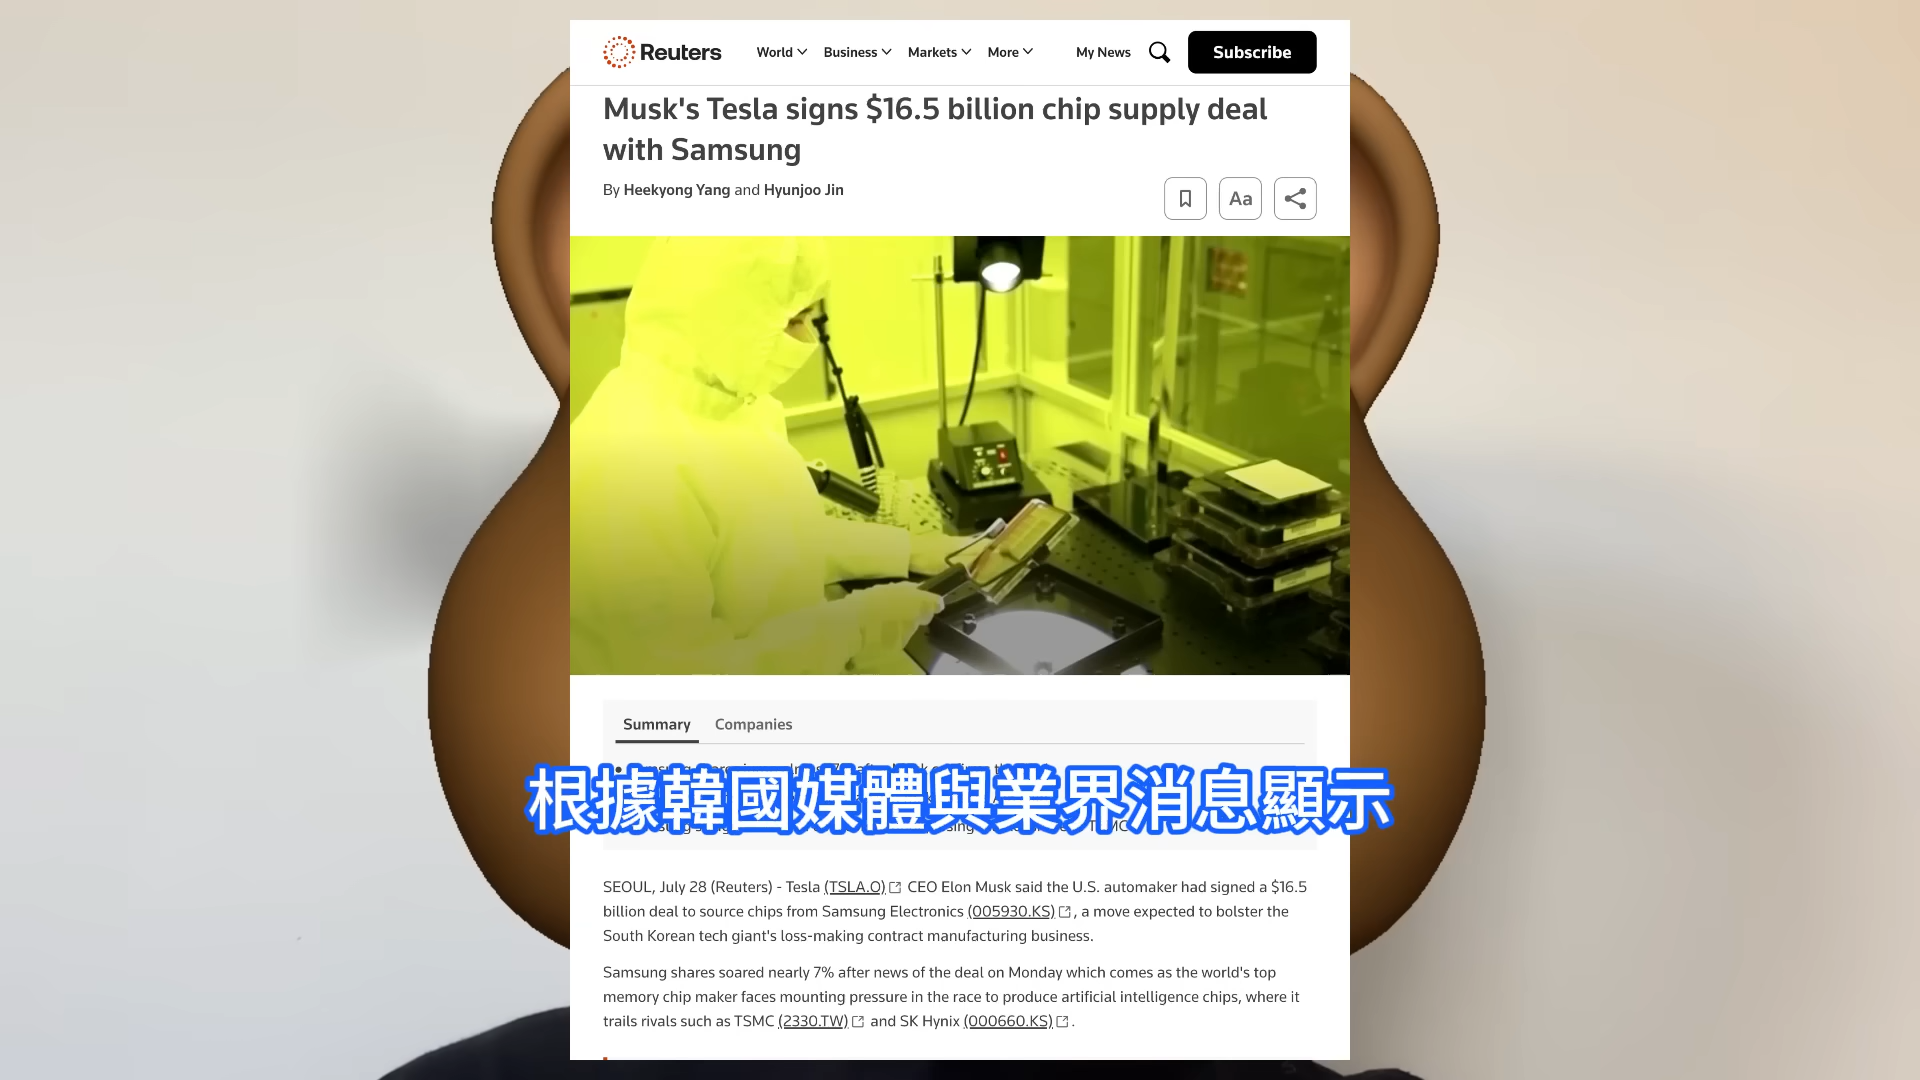 Reuters
World Business Markets More My News Subscribe
Musk's Tesla signs $16.5 billion chip supply deal
with Samsung
By Heekyong Yang and Hyunjoo Jin
Aa
Summary Companies
根據韓國媒體與業界消息顯示
SEOUL, July 28 (Reuters) - Tesla (TSLA.O) CEO Elon Musk said the U.S. automaker had signed a $16.5
billion deal to source chips from Samsung Electronics (005930.KS), a move expected to bolster the
South Korean tech giant's loss-making contract manufacturing business.
Samsung shares soared nearly 7% after news of the deal on Monday which comes as the world's top
memory chip maker faces mounting pressure in the race to produce artificial intelligence chips, where it
trails rivals such as TSMC (2330.TW) and SK Hynix (000660.KS).